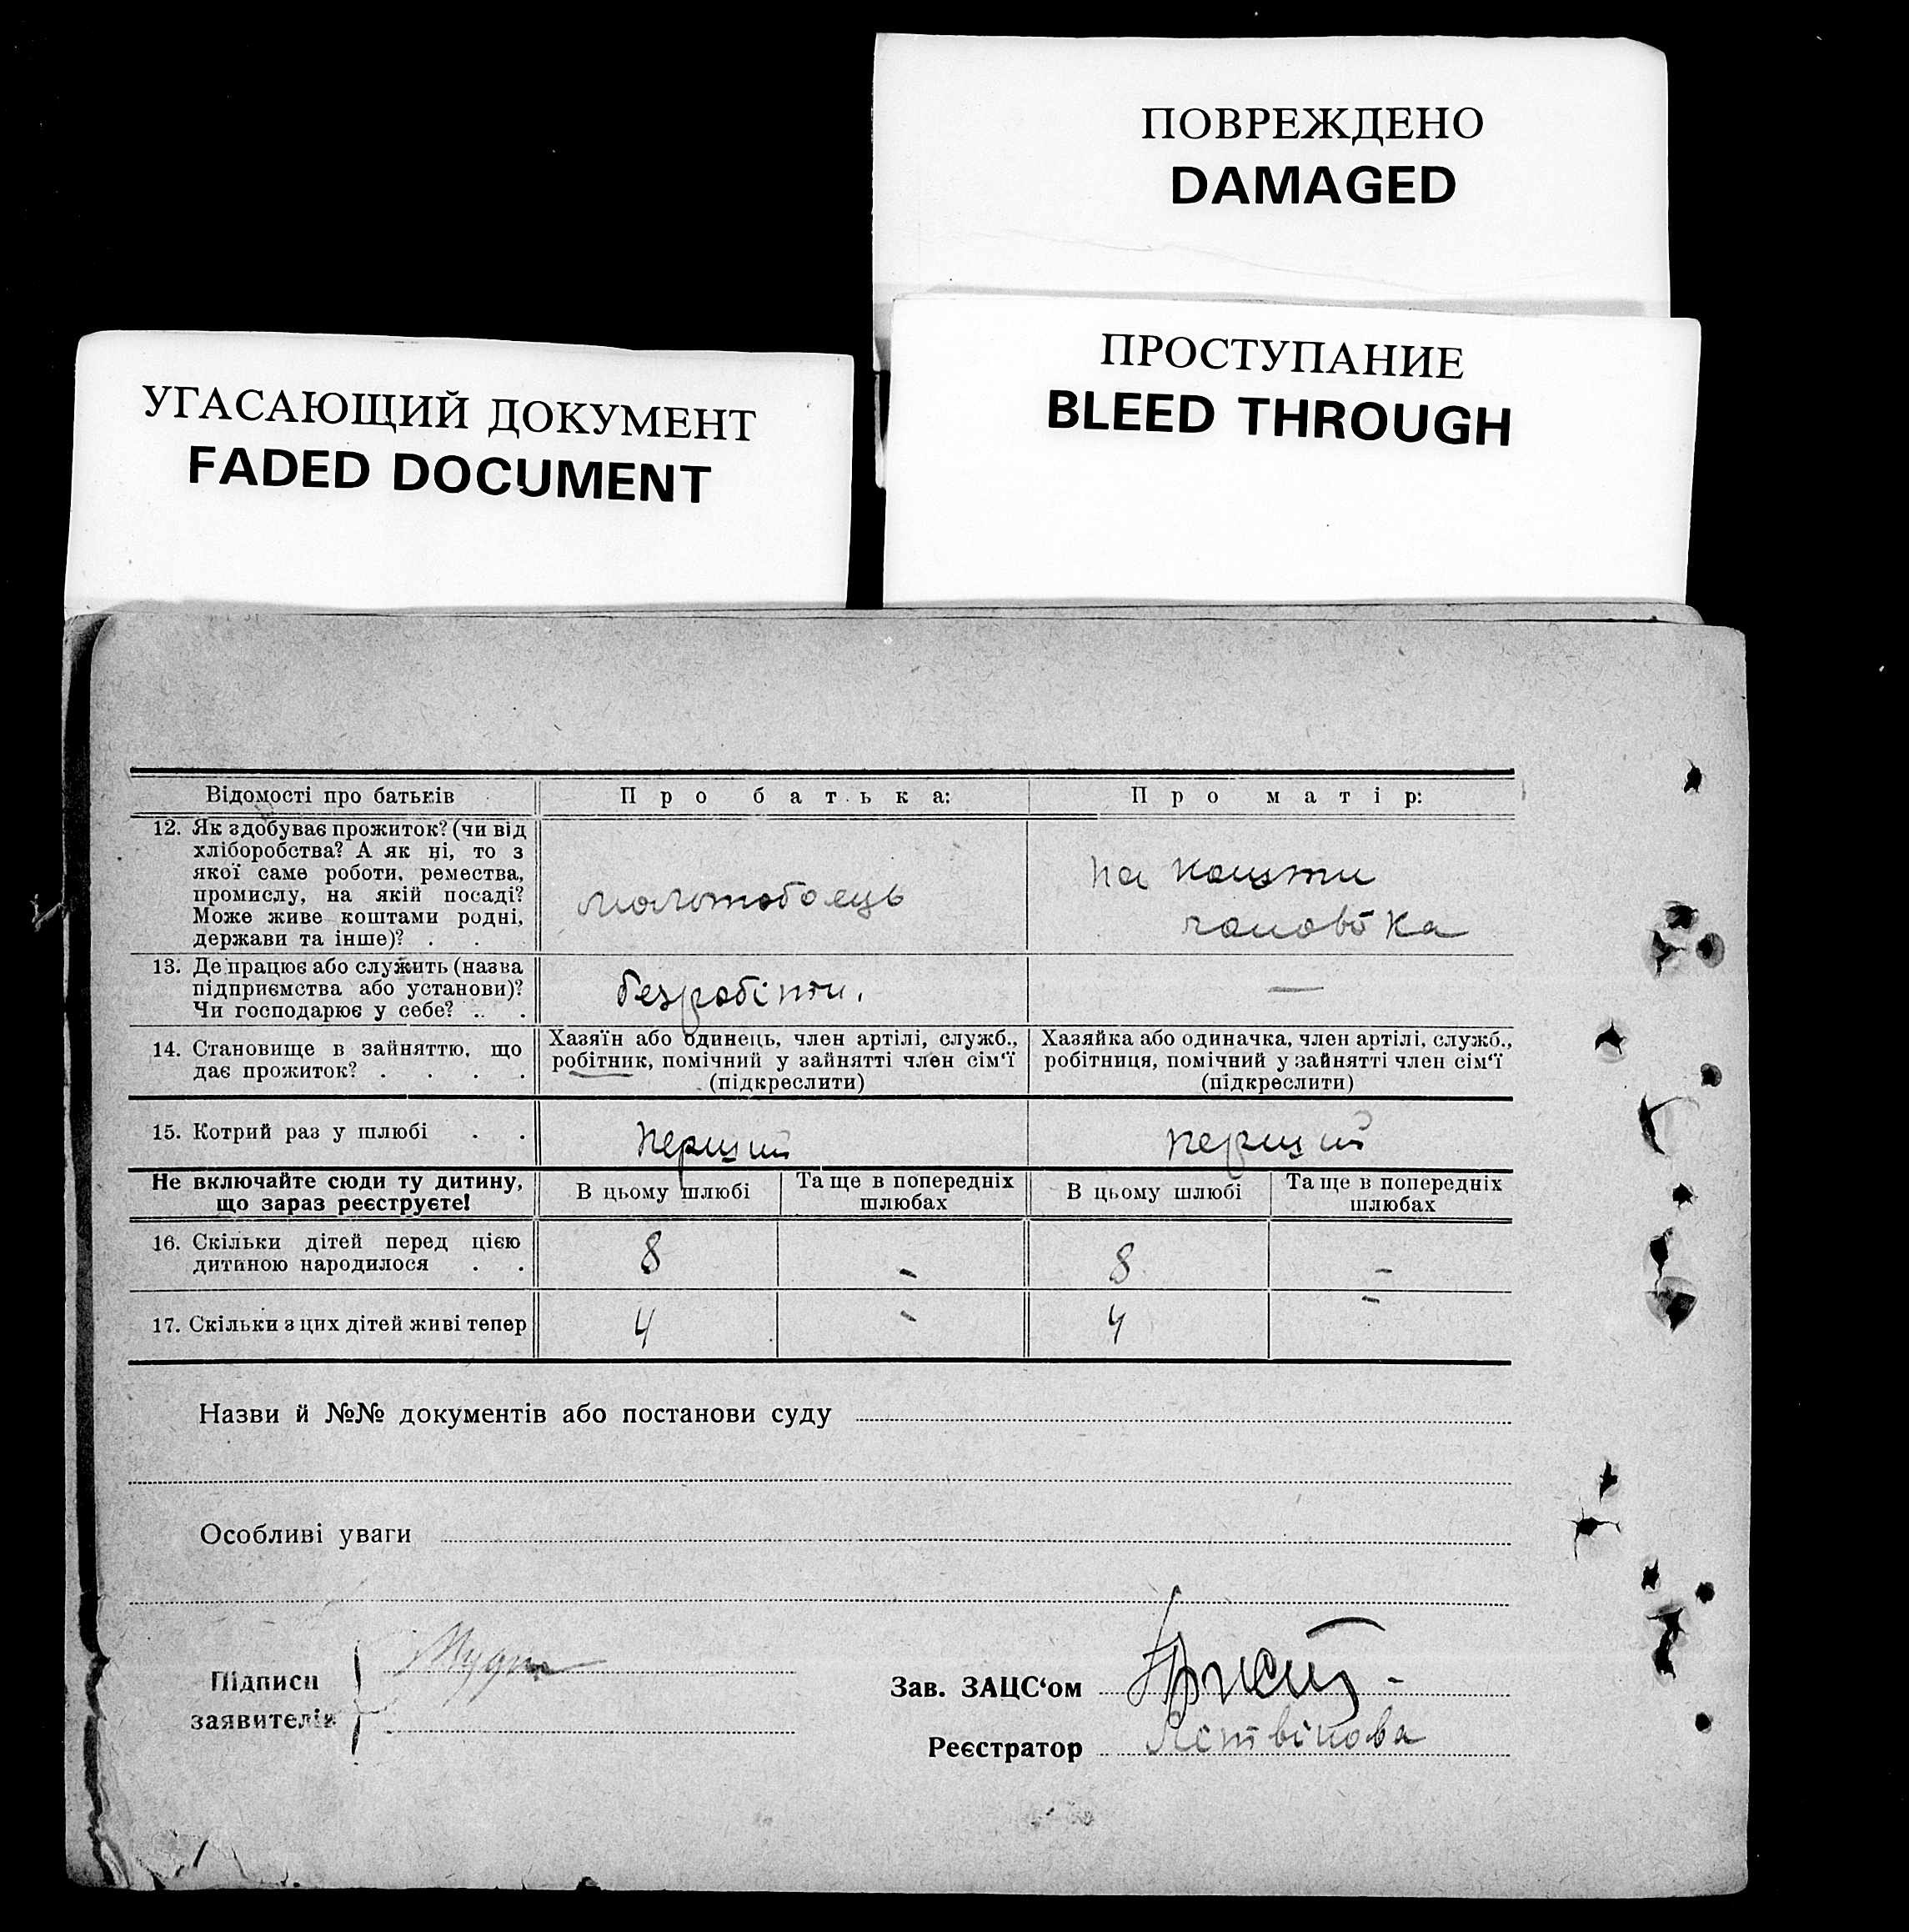 ПОВРЕЖДЕНО
DAMAGED
ПРОСТУПАНИЕ
BLEED THROUGH
УГАСАЮЩИЙ ДОКУМЕНТ
FADED DOCUMENT
Відомості про батьків
Про батька:
Про матір:
12. Як здобуває прожиток? (чи від
хліборобства? А як ні, то з
якої саме роботи, ремества,
промислу, на якій посаді?
Може живе коштами родні,
держави та інше)? . .
молотобоєць
на кошти
чоловіка
13. Де працює або служить (назва
підприємства або установи)?
Чи господарює у себе? . .
безробітн.
—
14. Становище в зайняттю, що
дає прожиток? . . . .
Хазяїн або одинець, член артілі, служб.,
робітник, помічний у зайнятті член сім‘ї
(підкреслити)
Хазяйка або одиначка, член артілі, служб.,
робітниця, помічний у зайнятті член сім‘ї
(підкреслити)
15. Котрий раз у шлюбі . .
перший
перший
Не включайте сюди ту дитину,
що зараз реєструєте!
В цьому шлюбі
Та ще в попередніх
шлюбах
В цьому шлюбі
Та ще в попередніх
шлюбах
16. Скільки дітей перед цією
дитиною народилося . .
8
-
8
-
17. Скільки з цих дітей живі тепер
4
-
4
-
Назви й №№ документів або постанови суду
Особливі уваги
Підписи
заявителів
Зав. ЗАЦС‘ом
Реєстратор